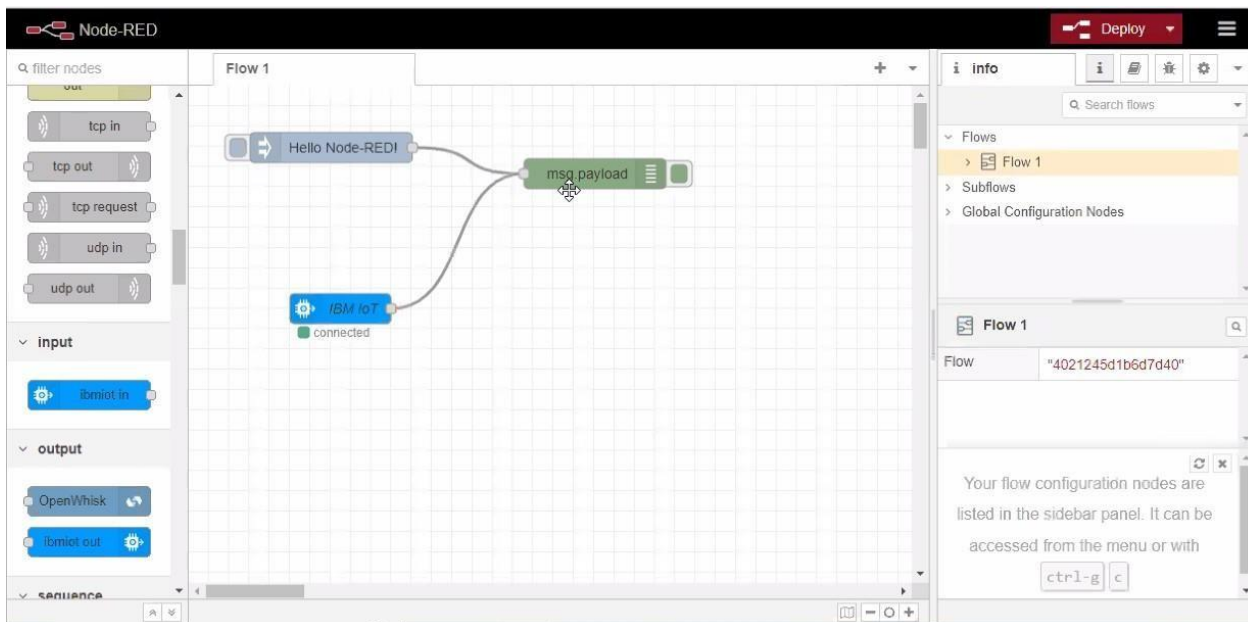 Node-RED
Deploy
filter nodes
Flow 1
i info
i
Search flows
out
tcp in
tcp out
tcp request
udp in
udp out
input
ibmiot in
output
OpenWhisk
ibmiot out
sequence
Hello Node-RED!
msg.payload
IBM IoT
connected
Flows
Flow 1
Subflows
Global Configuration Nodes
Flow 1
Flow "4021245d1b6d7d40"
Your flow configuration nodes are
listed in the sidebar panel. It can be
accessed from the menu or with
ctrl-g c